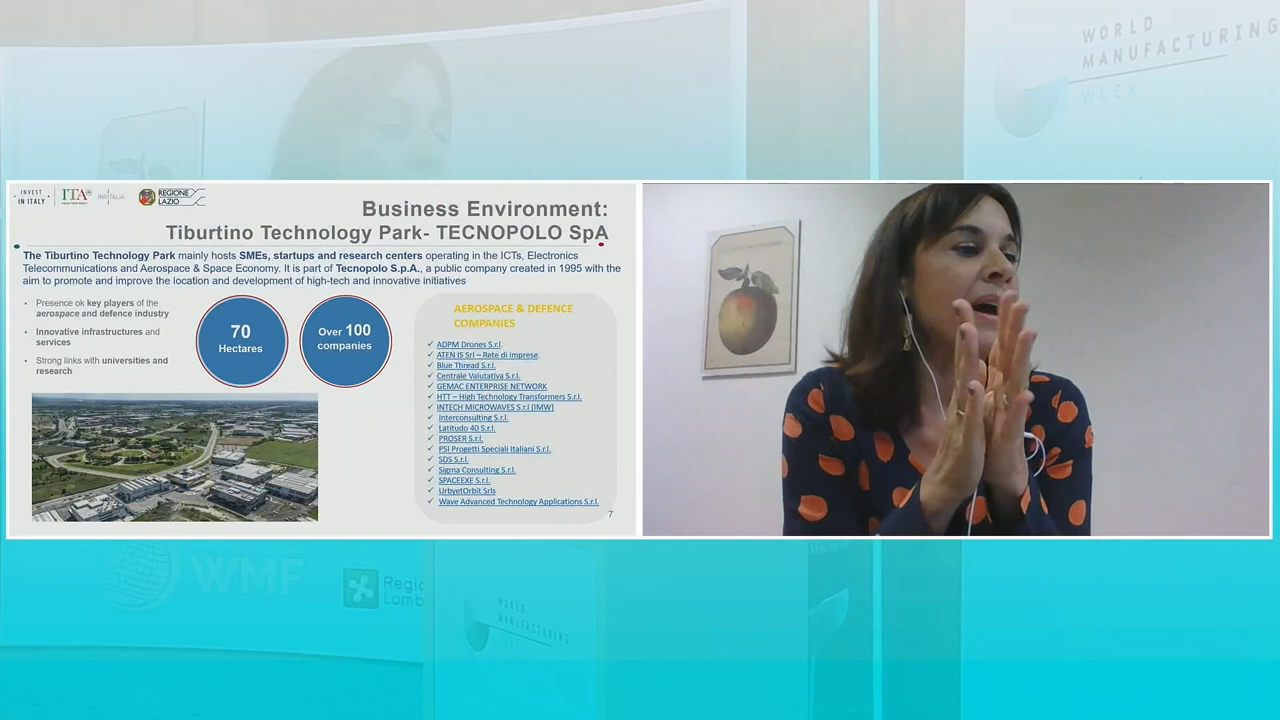 WORLD
MANUFACTURING
WEEK
INVEST
IN ITALY
ITA
INVITALIA
REGIONE
LAZIO
Business Environment:
Tiburtino Technology Park- TECNOPOLO SpA
The Tiburtino Technology Park mainly hosts SMEs, startups and research centers operating in the ICTs, Electronics
Telecommunications and Aerospace & Space Economy. It is part of Tecnopolo S.p.A., a public company created in 1995 with the
aim to promote and improve the location and development of high-tech and innovative initiatives
• Presence ok key players of the
aerospace and defence industry
• Innovative infrastructures and
services
• Strong links with universities and
research
70
Hectares
Over 100
companies
AEROSPACE & DEFENCE
COMPANIES
✓ ADPM Drones S.r.l.
✓ ATEN IS Srl – Rete di Imprese.
✓ Blue Thread S.r.l.
✓ Centrale Valutativa S.r.l.
✓ GEMAC ENTERPRISE NETWORK
✓ HTT – High Technology Transformers S.r.l.
✓ INTECH MICROWAVES S.r.l (IMW)
✓ Interconsulting S.r.l.
✓ Latitudo 40 S.r.l.
✓ PROSER S.r.l.
✓ PSI Progetti Speciali Italiani S.r.l.
✓ SDS S.r.l.
✓ Sigma Consulting S.r.l.
✓ SPACEEXE S.r.l.
✓ UrbyetOrbit Srls
✓ Wave Advanced Technology Applications S.r.l.
7
WMF
Regio
Lomb
WORLD
MANUFACTURING